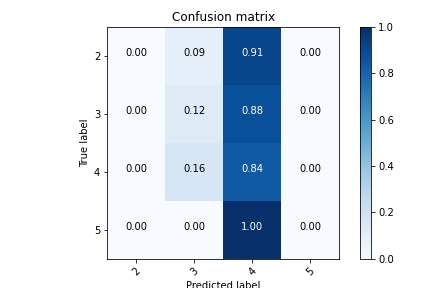 Confusion matrix
1.0
2 0.00 0.09 0.91 0.00
0.8
3 0.00 0.12 0.88 0.00
0.6
True label
4 0.00 0.16 0.84 0.00
0.4
5 0.00 0.00 1.00 0.00
0.2
0.0
2 3 4 5
Predicted label